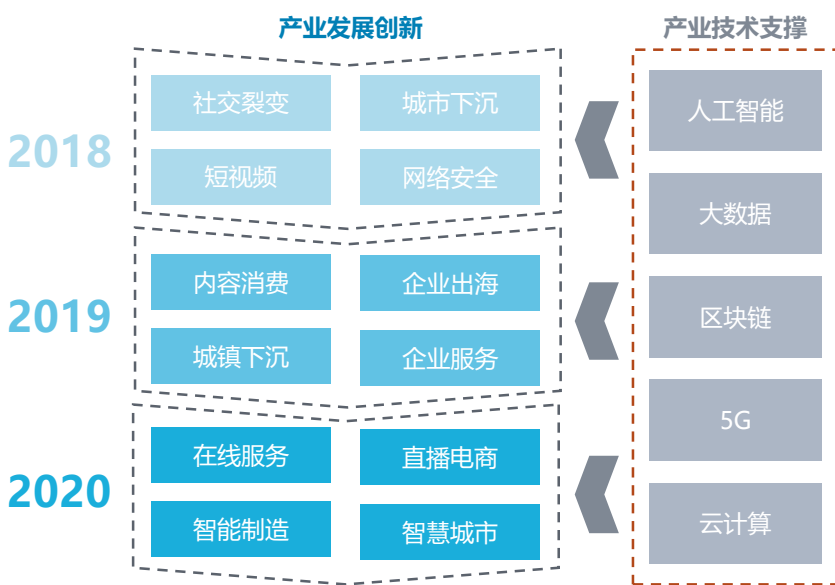 产业发展创新
产业技术支撑
2018
社交裂变
城市下沉
短视频
网络安全
2019
内容消费
企业出海
城镇下沉
企业服务
2020
在线服务
直播电商
智能制造
智慧城市
人工智能
大数据
区块链
5G
云计算